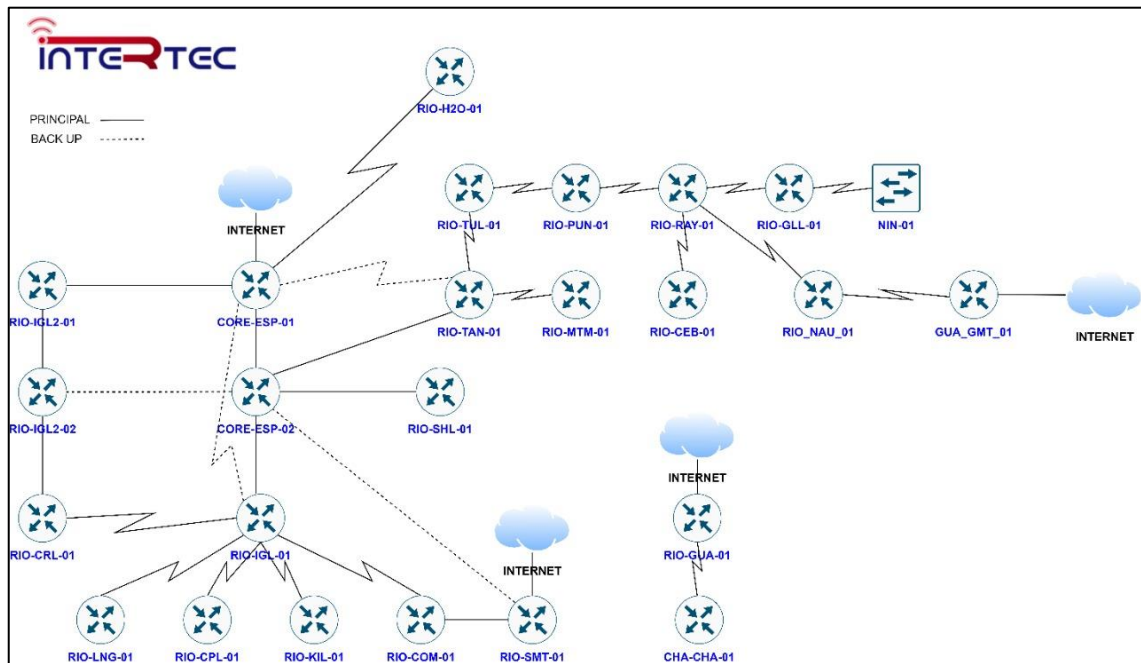 INTERTEC
PRINCIPAL
BACK UP
RIO-H2O-01
INTERNET
RIO-TUL-01
RIO-PUN-01
RIO-RAY-01
RIO-GLL-01
NIN-01
RIO-IGL2-01
CORE-ESP-01
RIO-TAN-01
RIO-MTM-01
RIO-CEB-01
RIO_NAU_01
GUA_GMT_01
INTERNET
RIO-IGL2-02
CORE-ESP-02
RIO-SHL-01
INTERNET
RIO-CRL-01
RIO-IGL-01
INTERNET
RIO-GUA-01
RIO-LNG-01
RIO-CPL-01
RIO-KIL-01
RIO-COM-01
RIO-SMT-01
CHA-CHA-01